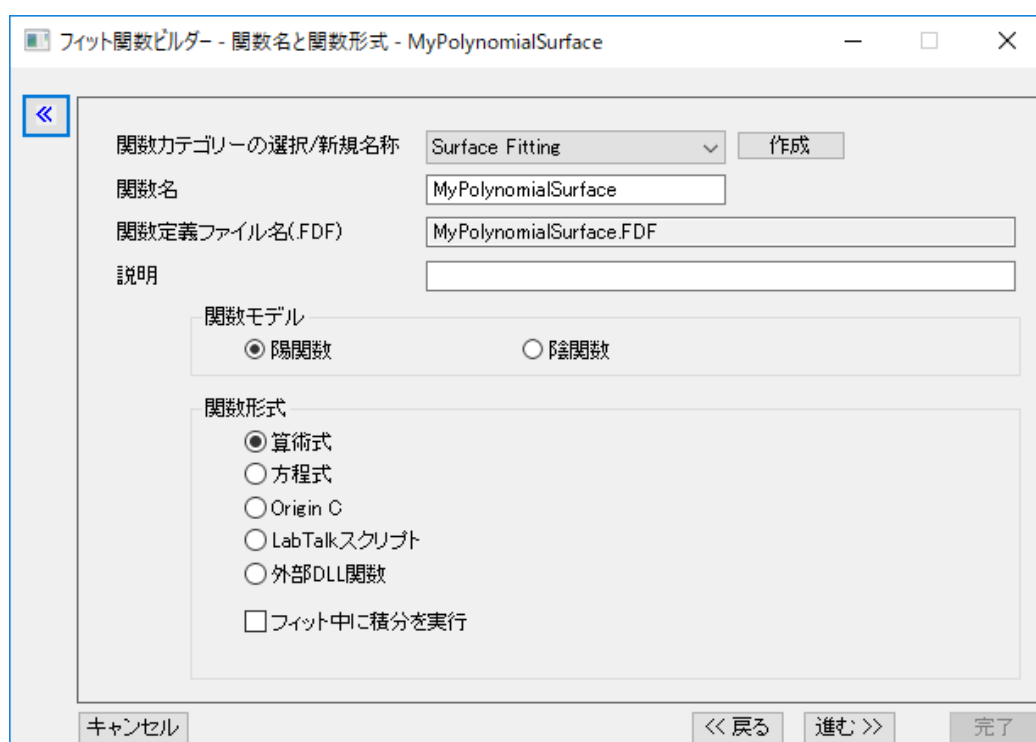 フィット関数ビルダー - 関数名と関数形式 - MyPolynomialSurface
関数カテゴリーの選択/新規名称 Surface Fitting 作成
関数名 MyPolynomialSurface
関数定義ファイル名(.FDF) MyPolynomialSurface.FDF
説明
関数モデル
陽関数 陰関数
関数形式
算術式
方程式
Origin C
LabTalkスクリプト
外部DLL関数
フィット中に積分を実行
キャンセル << 戻る 進む >> 完了